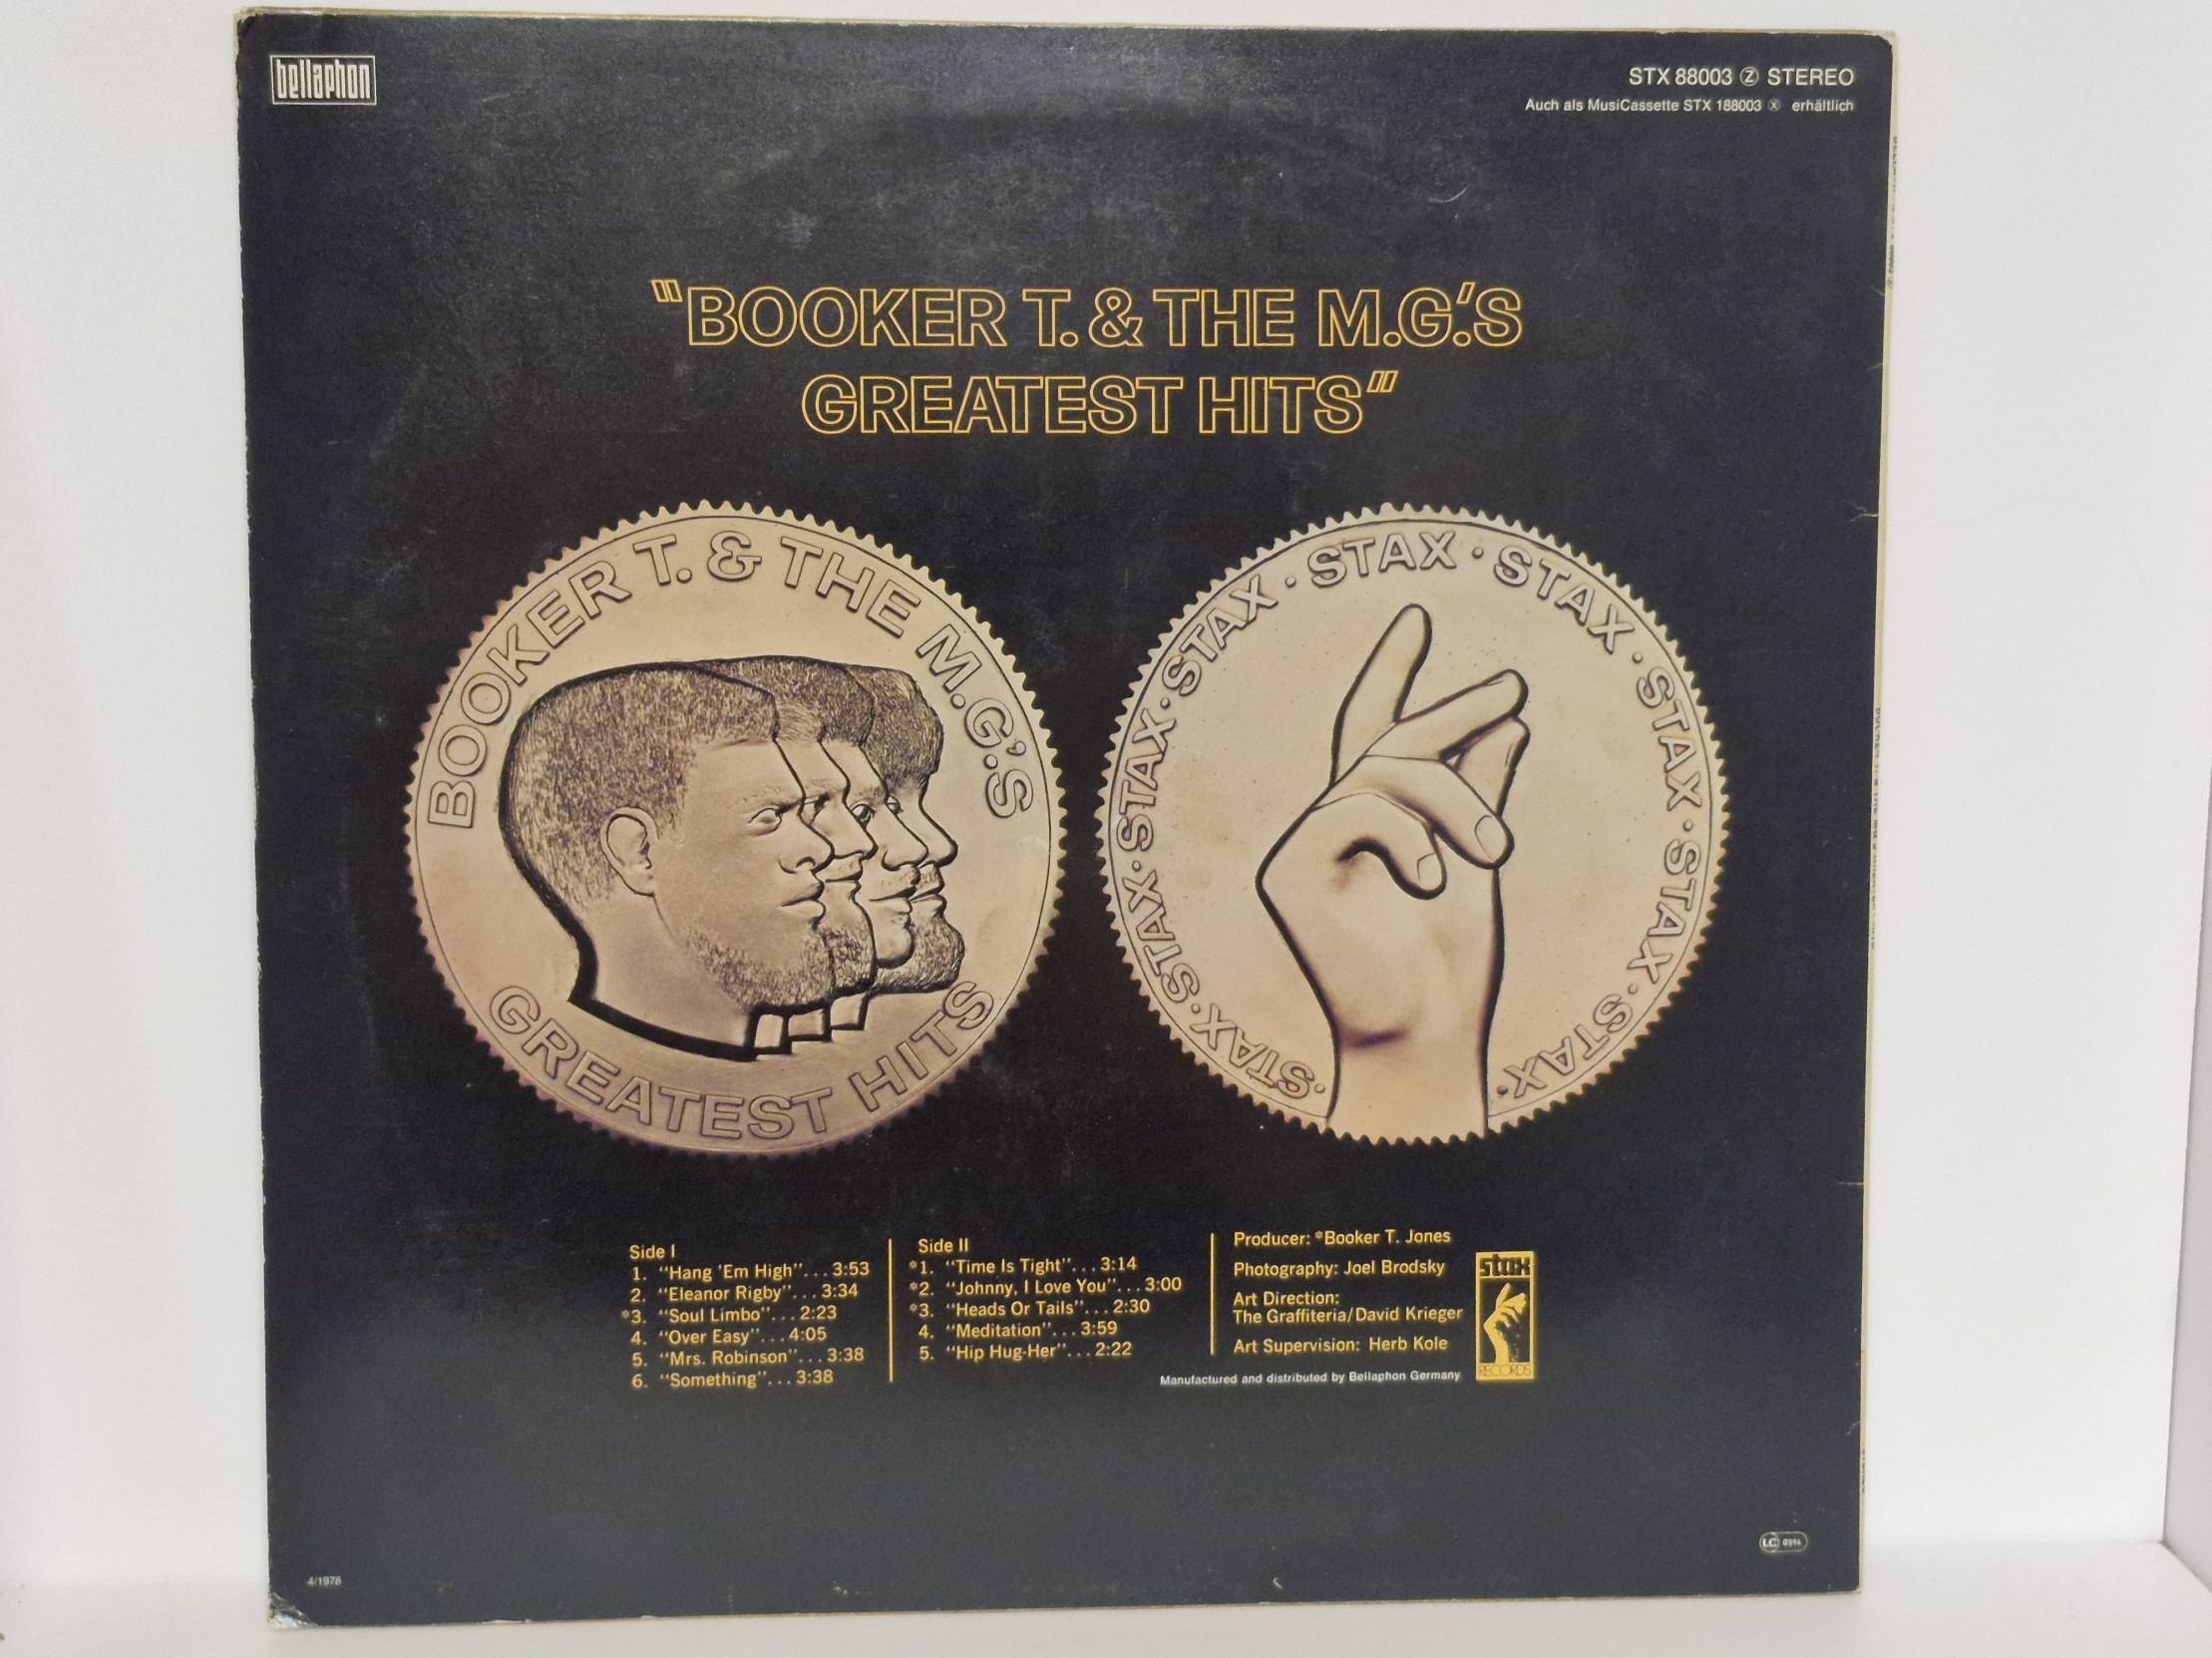 bellaphon
STX 88003 Ⓩ STEREO
Auch als MusiCassette STX 188003 ⓧ erhältlich
"BOOKER T. & THE M.G.'S
GREATEST HITS"
BOOKER T. & THE M.G.'S
GREATEST HITS
·STAX·STAX·STAX·STAX·STAX·STAX·STAX·STAX·STAX·STAX·
Side I
1. "Hang 'Em High"...3:53
2. "Eleanor Rigby"...3:34
*3. "Soul Limbo"...2:23
4. "Over Easy"...4:05
5. "Mrs. Robinson"...3:38
6. "Something"...3:38
Side II
*1. "Time Is Tight"...3:14
*2. "Johnny, I Love You"...3:00
*3. "Heads Or Tails"...2:30
4. "Meditation"...3:59
5. "Hip Hug-Her"...2:22
Producer: *Booker T. Jones
Photography: Joel Brodsky
Art Direction:
The Graffiteria/David Krieger
Art Supervision: Herb Kole
Manufactured and distributed by Bellaphon Germany
stax
RECORDS
LC 0914
4/1978